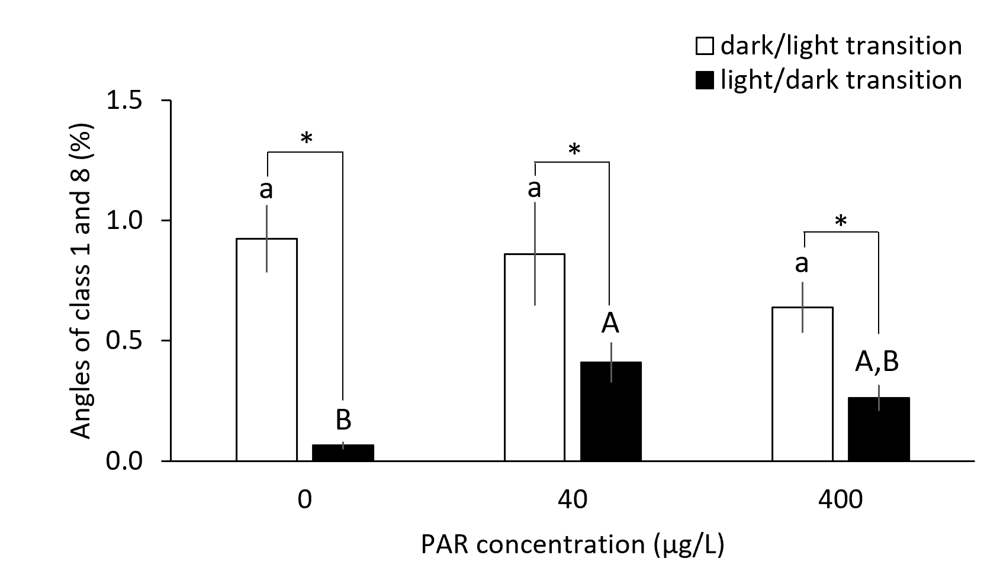 dark/light transition
light/dark transition
1.5
1.0
0.5
0.0
Angles of class 1 and 8 (%)
*
a
B
*
a
A
*
a
A,B
0
40
400
PAR concentration (µg/L)